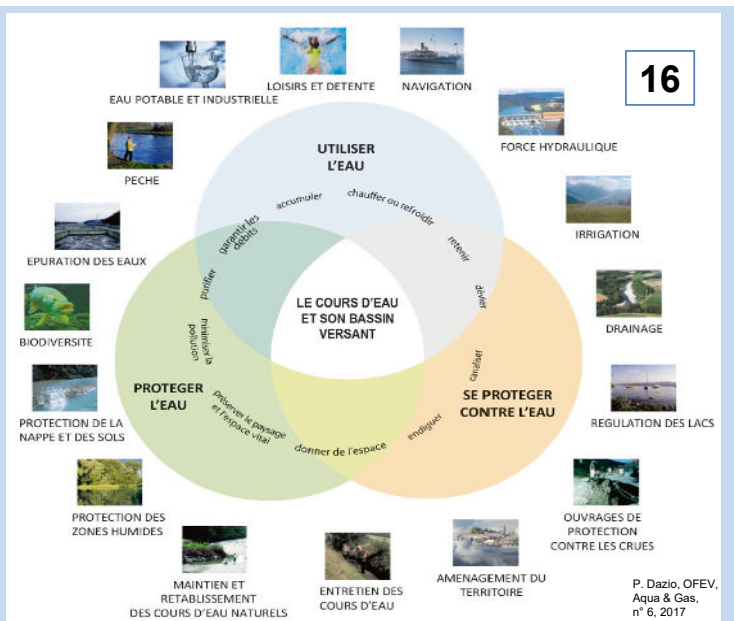 16
EAU POTABLE ET INDUSTRIELLE
LOISIRS ET DETENTE
NAVIGATION
FORCE HYDRAULIQUE
PECHE
IRRIGATION
EPURATION DES EAUX
DRAINAGE
BIODIVERSITE
REGULATION DES LACS
PROTECTION DE LA
NAPPE ET DES SOLS
OUVRAGES DE
PROTECTION
CONTRE LES CRUES
PROTECTION DES
ZONES HUMIDES
MAINTIEN ET
RETABLISSEMENT
DES COURS D'EAU NATURELS
ENTRETIEN DES
COURS D'EAU
AMENAGEMENT DU
TERRITOIRE
UTILISER
L'EAU
accumuler
chauffer ou refroidir
garantir les
débits
retenir
purifier
dévier
LE COURS D'EAU
ET SON BASSIN
VERSANT
minimiser la
pollution
canaliser
PROTEGER
L'EAU
SE PROTEGER
CONTRE L'EAU
préserver le paysage
et l'espace vital
donner de l'espace
endiguer
P. Dazio, OFEV,
Aqua & Gas,
n° 6, 2017